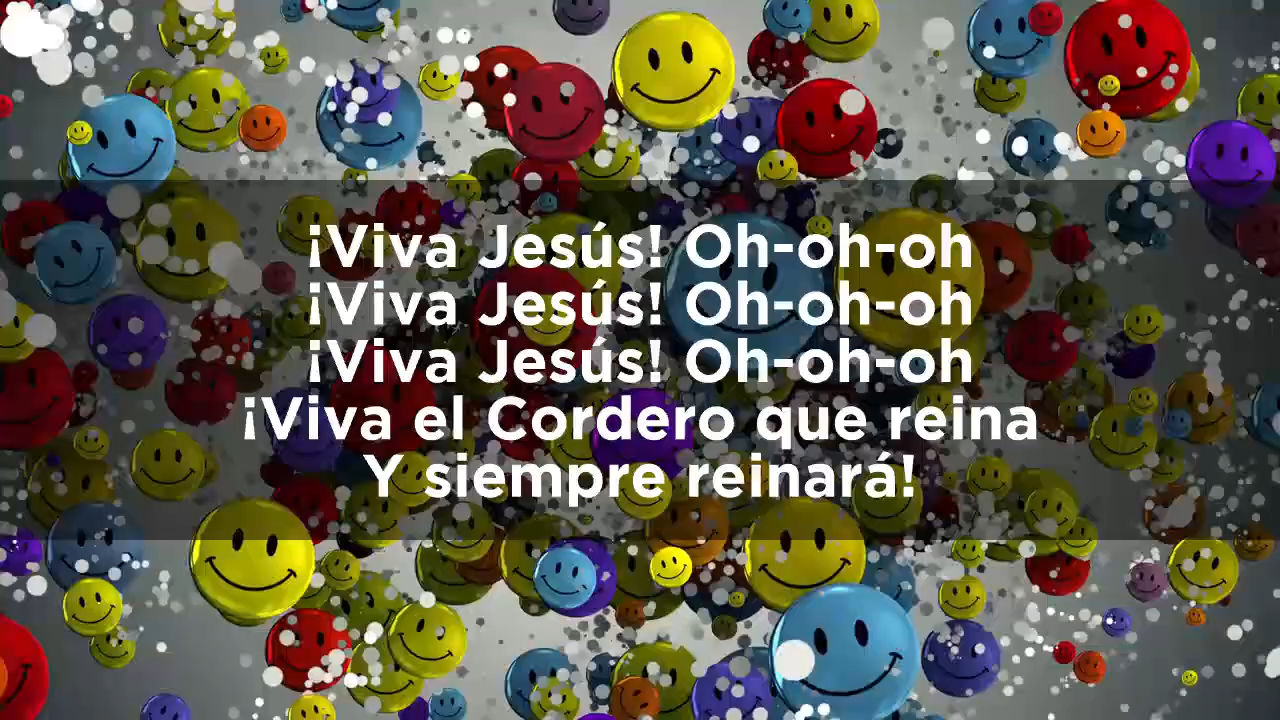 ¡Viva Jesús! Oh-oh-oh
¡Viva Jesús! Oh-oh-oh
¡Viva Jesús! Oh-oh-oh
¡Viva el Cordero que reina
Y siempre reinará!